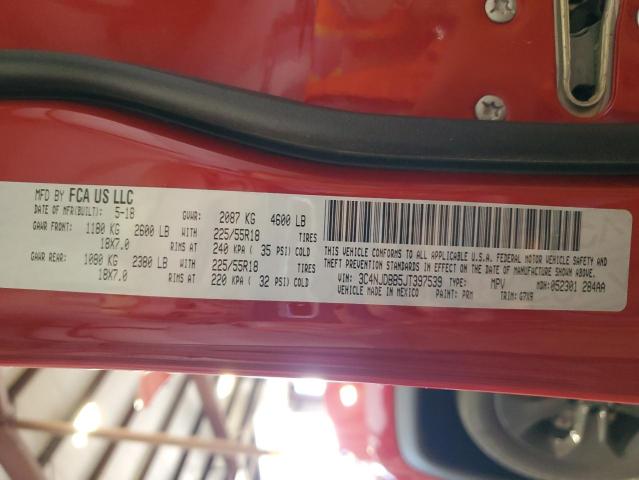 MFD BY FCA US LLC
DATE OF MFR(BUILT): 5-18 GVWR: 2087 KG 4600 LB
GAWR FRONT: 1180 KG 2600 LB WITH 225/55R18 TIRES
18X7.0 RIMS AT 240 KPA ( 35 PSI) COLD
GAWR REAR: 1080 KG 2380 LB WITH 225/55R18 TIRES
18X7.0 RIMS AT 220 KPA ( 32 PSI) COLD
THIS VEHICLE CONFORMS TO ALL APPLICABLE U.S.A. FEDERAL MOTOR VEHICLE SAFETY AND
THEFT PREVENTION STANDARDS IN EFFECT ON THE DATE OF MANUFACTURE SHOWN ABOVE.
VIN: 3C4NJDBB5JT397539 TYPE: MPV MDH: 052301 284AA
VEHICLE MADE IN MEXICO PAINT: PRM TRIM: G7X9